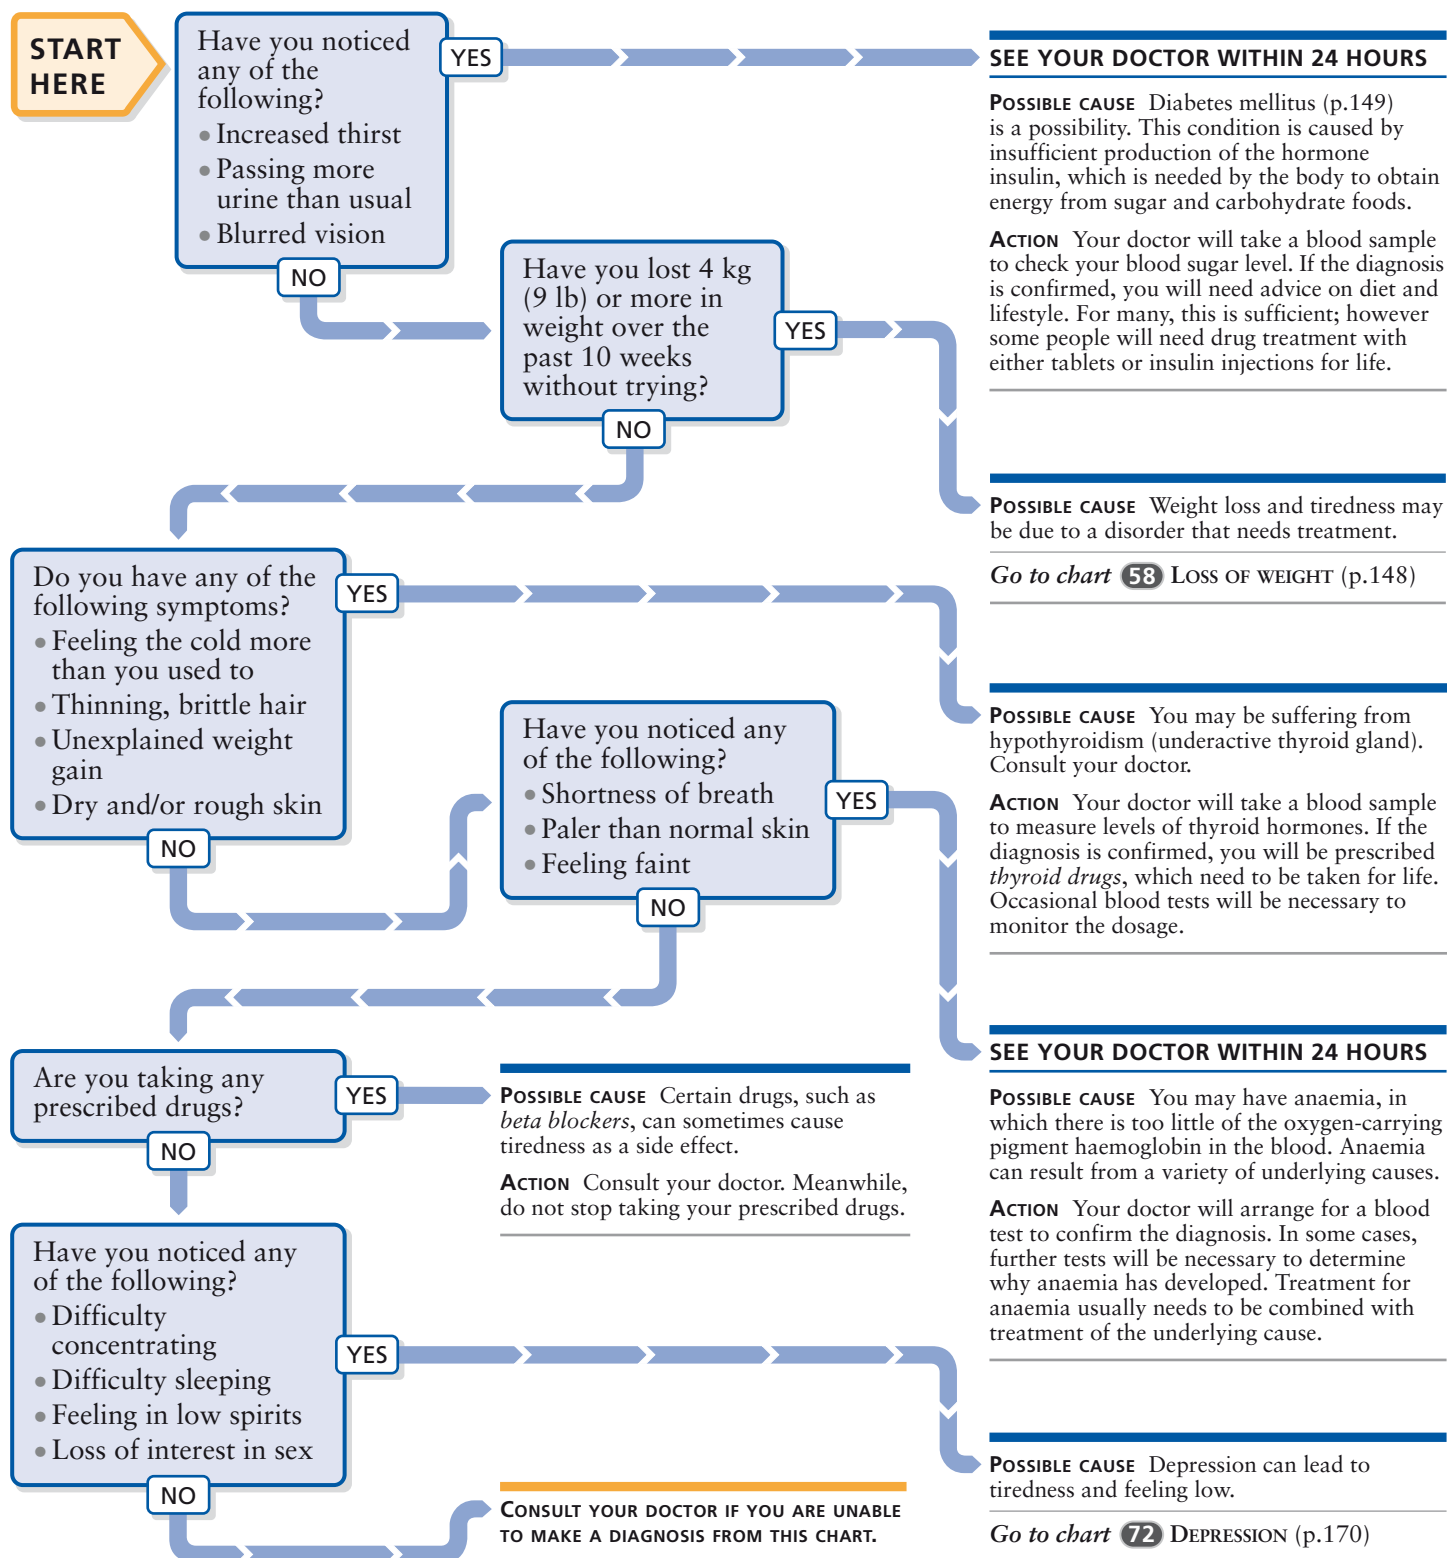 START
HERE
Have you noticed
any of the
following?
• Increased thirst
• Passing more
urine than usual
• Blurred vision
YES
NO
SEE YOUR DOCTOR WITHIN 24 HOURS
POSSIBLE CAUSE Diabetes mellitus (p.149)
is a possibility. This condition is caused by
insufficient production of the hormone
insulin, which is needed by the body to obtain
energy from sugar and carbohydrate foods.
ACTION Your doctor will take a blood sample
to check your blood sugar level. If the diagnosis
is confirmed, you will need advice on diet and
lifestyle. For many, this is sufficient; however
some people will need drug treatment with
either tablets or insulin injections for life.
Have you lost 4 kg
(9 lb) or more in
weight over the
past 10 weeks
without trying?
YES
NO
POSSIBLE CAUSE Weight loss and tiredness may
be due to a disorder that needs treatment.
Go to chart 58 LOSS OF WEIGHT (p.148)
Do you have any of the
following symptoms?
• Feeling the cold more
than you used to
• Thinning, brittle hair
• Unexplained weight
gain
• Dry and/or rough skin
YES
NO
POSSIBLE CAUSE You may be suffering from
hypothyroidism (underactive thyroid gland).
Consult your doctor.
ACTION Your doctor will take a blood sample
to measure levels of thyroid hormones. If the
diagnosis is confirmed, you will be prescribed
thyroid drugs, which need to be taken for life.
Occasional blood tests will be necessary to
monitor the dosage.
Have you noticed any
of the following?
• Shortness of breath
• Paler than normal skin
• Feeling faint
YES
NO
SEE YOUR DOCTOR WITHIN 24 HOURS
POSSIBLE CAUSE You may have anaemia, in
which there is too little of the oxygen-carrying
pigment haemoglobin in the blood. Anaemia
can result from a variety of underlying causes.
ACTION Your doctor will arrange for a blood
test to confirm the diagnosis. In some cases,
further tests will be necessary to determine
why anaemia has developed. Treatment for
anaemia usually needs to be combined with
treatment of the underlying cause.
Are you taking any
prescribed drugs?
YES
NO
POSSIBLE CAUSE Certain drugs, such as
beta blockers, can sometimes cause
tiredness as a side effect.
ACTION Consult your doctor. Meanwhile,
do not stop taking your prescribed drugs.
Have you noticed any
of the following?
• Difficulty
concentrating
• Difficulty sleeping
• Feeling in low spirits
• Loss of interest in sex
YES
NO
POSSIBLE CAUSE Depression can lead to
tiredness and feeling low.
Go to chart 72 DEPRESSION (p.170)
CONSULT YOUR DOCTOR IF YOU ARE UNABLE
TO MAKE A DIAGNOSIS FROM THIS CHART.